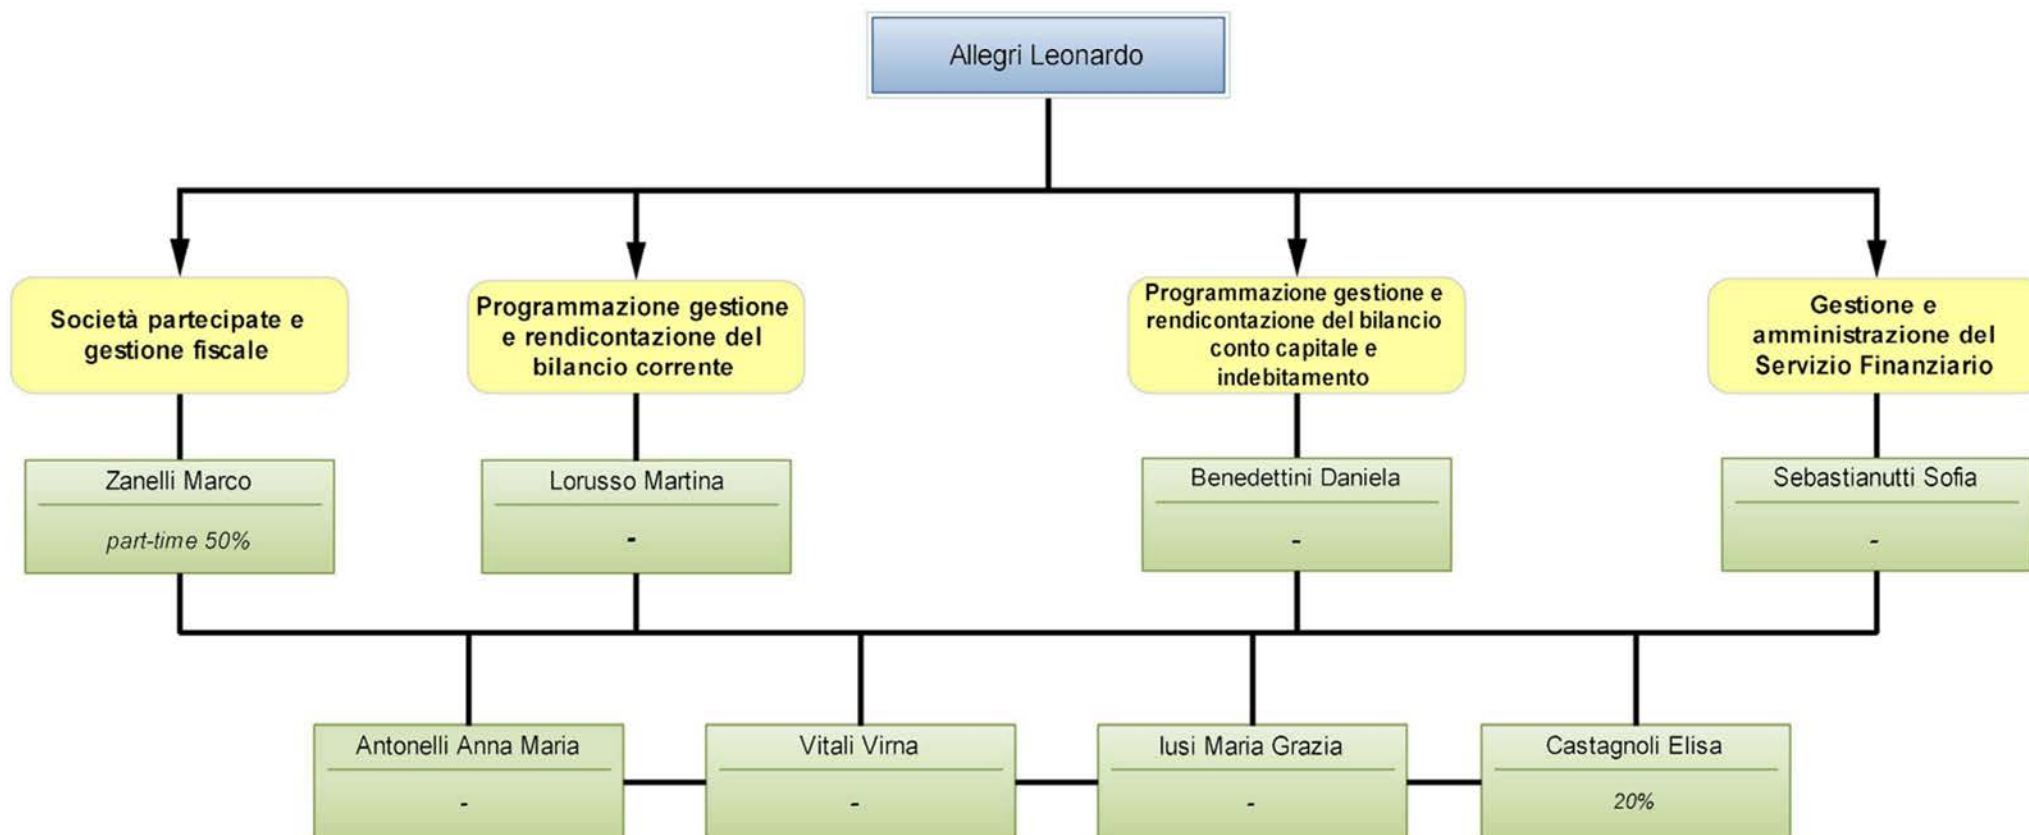 Allegri Leonardo
Società partecipate e
gestione fiscale
Programmazione gestione
e rendicontazione del
bilancio corrente
Programmazione gestione e
rendicontazione del bilancio
conto capitale e
indebitamento
Gestione e
amministrazione del
Servizio Finanziario
Zanelli Marco
part-time 50%
Lorusso Martina
-
Benedettini Daniela
-
Sebastianutti Sofia
-
Antonelli Anna Maria
-
Vitali Virna
-
Iusi Maria Grazia
-
Castagnoli Elisa
20%